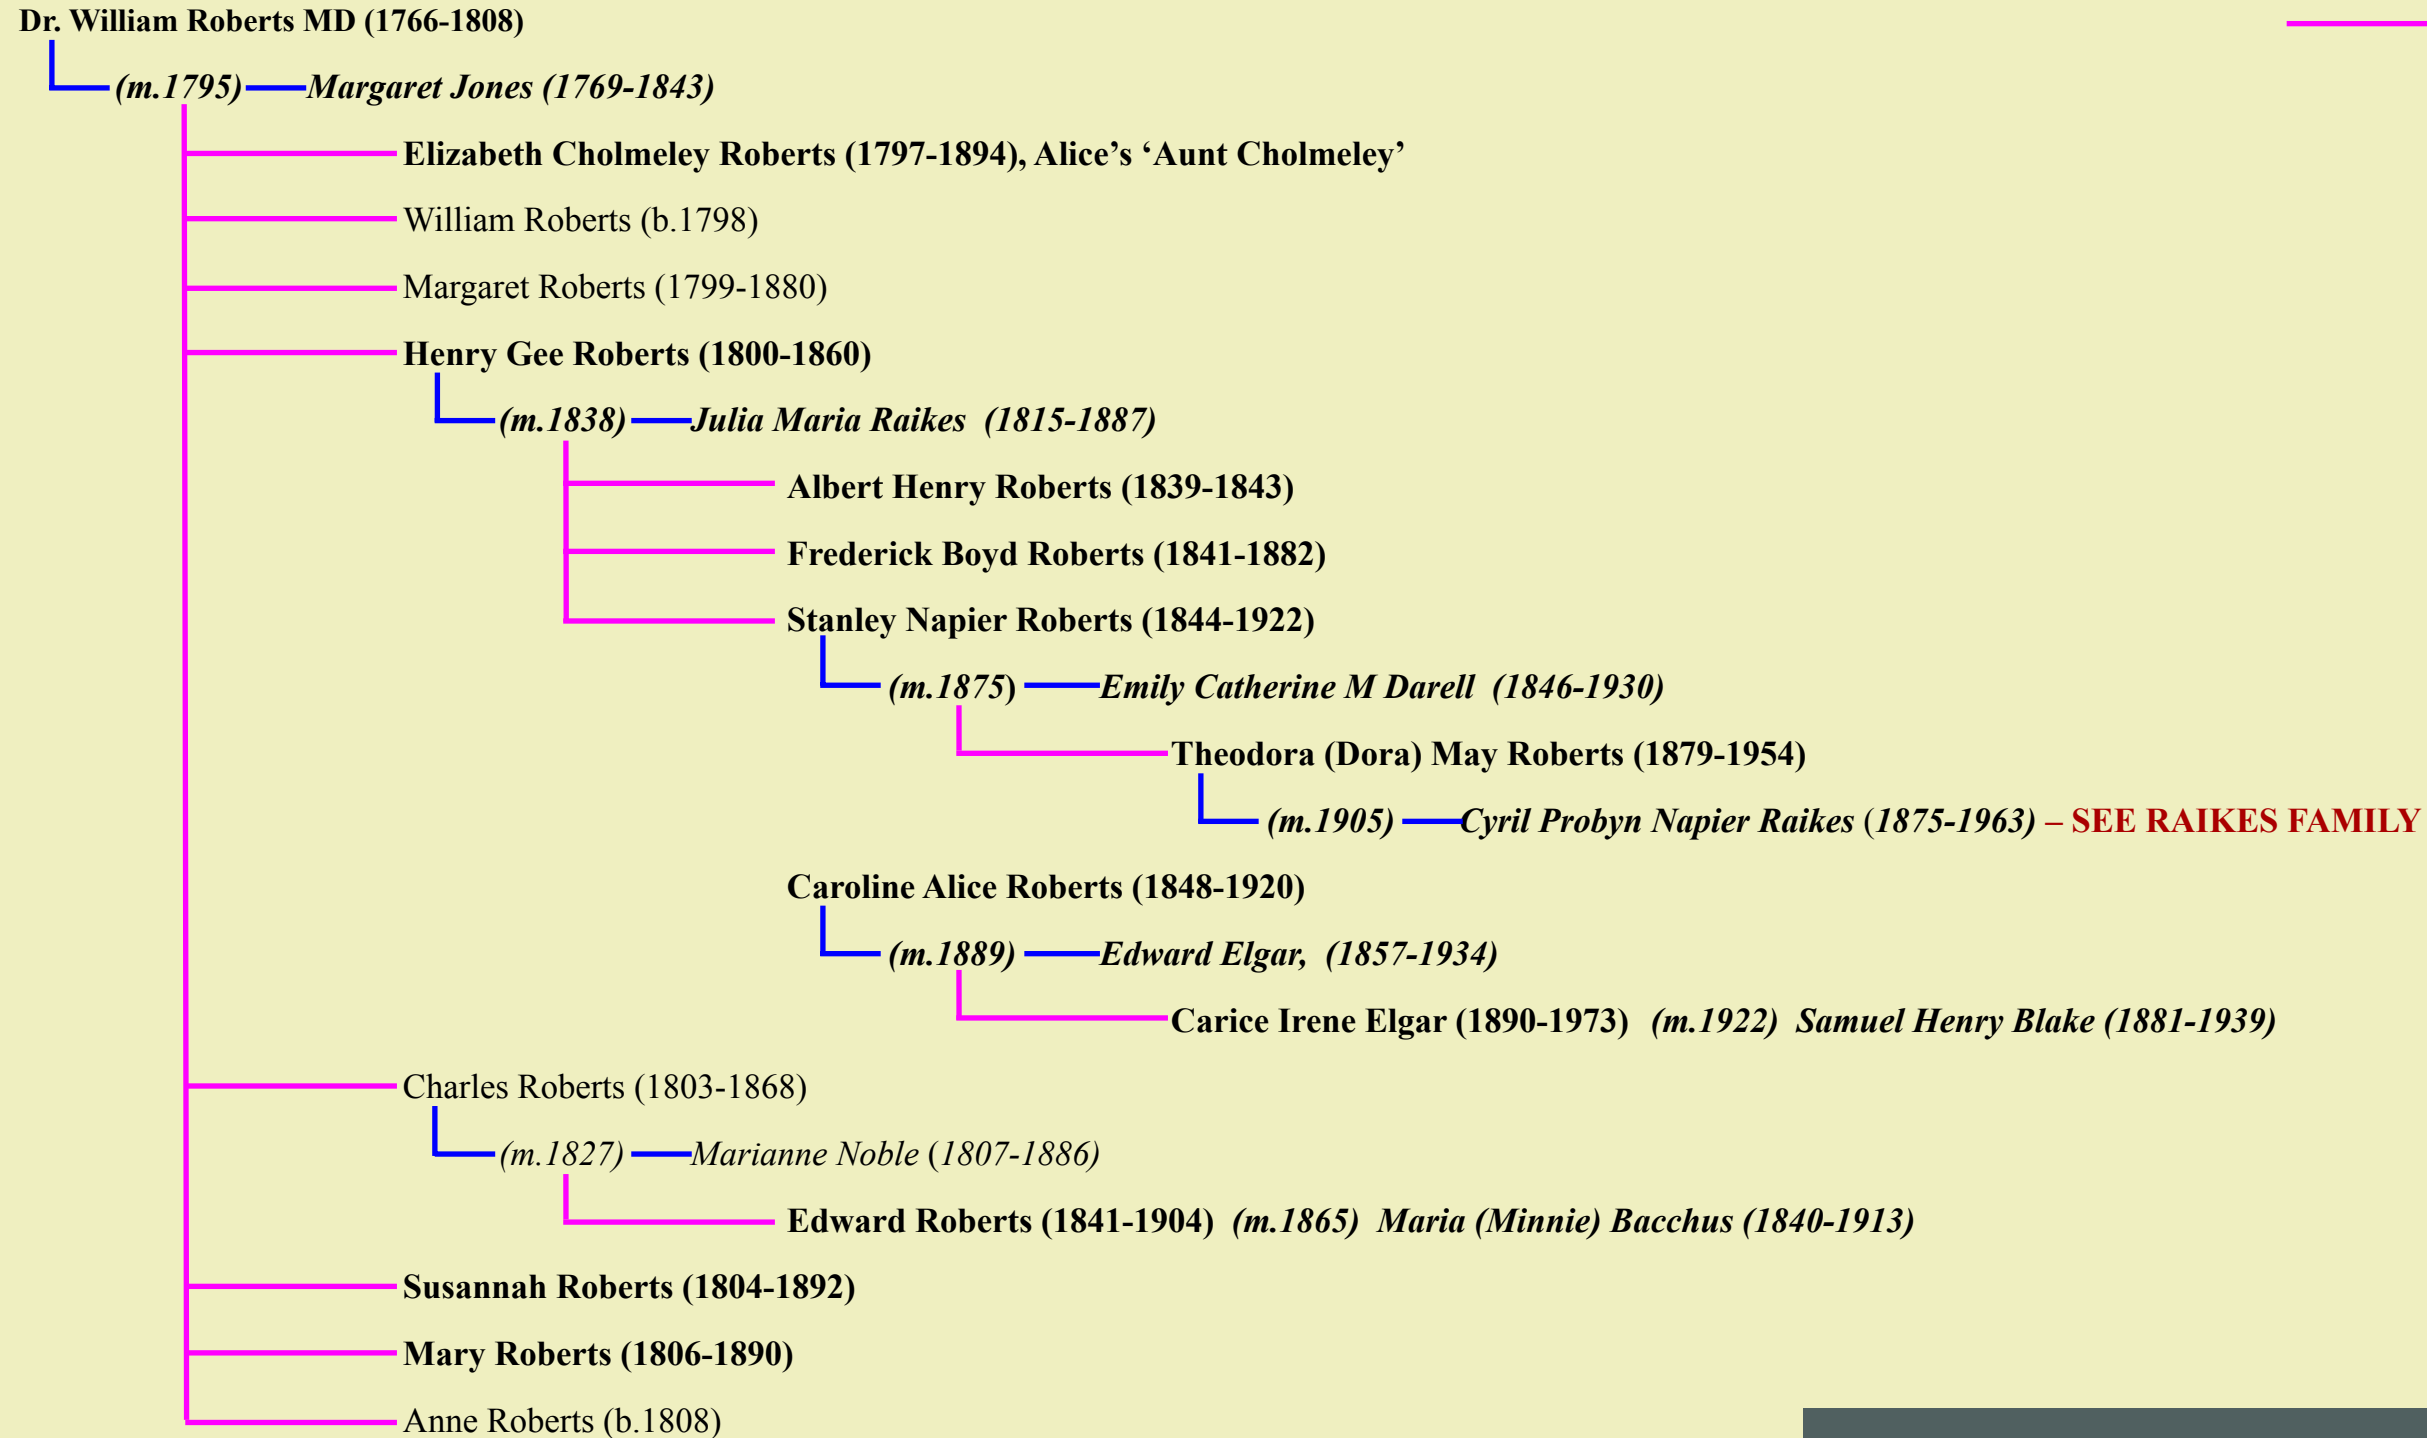 Dr. William Roberts MD (1766-1808)
(m.1795) Margaret Jones (1769-1843)
Elizabeth Cholmeley Roberts (1797-1894), Alice’s ‘Aunt Cholmeley’
William Roberts (b.1798)
Margaret Roberts (1799-1880)
Henry Gee Roberts (1800-1860)
(m.1838) Julia Maria Raikes (1815-1887)
Albert Henry Roberts (1839-1843)
Frederick Boyd Roberts (1841-1882)
Stanley Napier Roberts (1844-1922)
(m.1875) Emily Catherine M Darell (1846-1930)
Theodora (Dora) May Roberts (1879-1954)
(m.1905) Cyril Probyn Napier Raikes (1875-1963) – SEE RAIKES FAMILY
Caroline Alice Roberts (1848-1920)
(m.1889) Edward Elgar, (1857-1934)
Carice Irene Elgar (1890-1973) (m.1922) Samuel Henry Blake (1881-1939)
Charles Roberts (1803-1868)
(m.1827) Marianne Noble (1807-1886)
Edward Roberts (1841-1904) (m.1865) Maria (Minnie) Bacchus (1840-1913)
Susannah Roberts (1804-1892)
Mary Roberts (1806-1890)
Anne Roberts (b.1808)